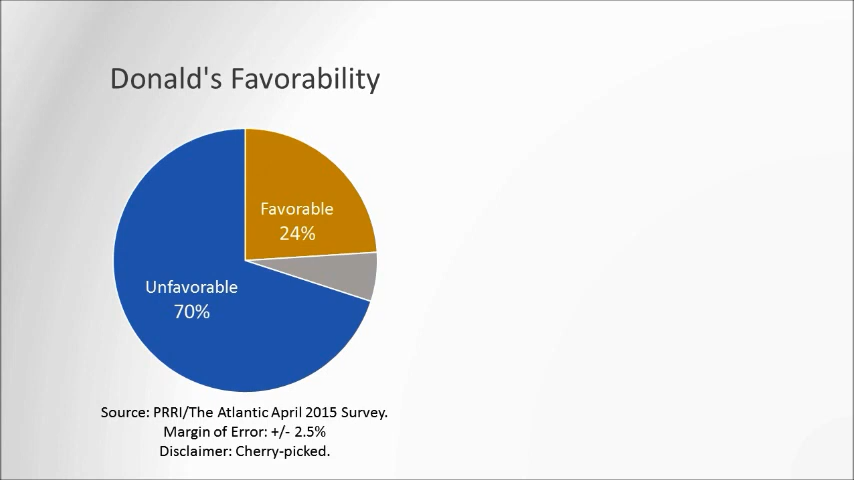 Donald's Favorability
Favorable
24%
Unfavorable
70%
Source: PRRI/The Atlantic April 2015 Survey.
Margin of Error: +/- 2.5%
Disclaimer: Cherry-picked.